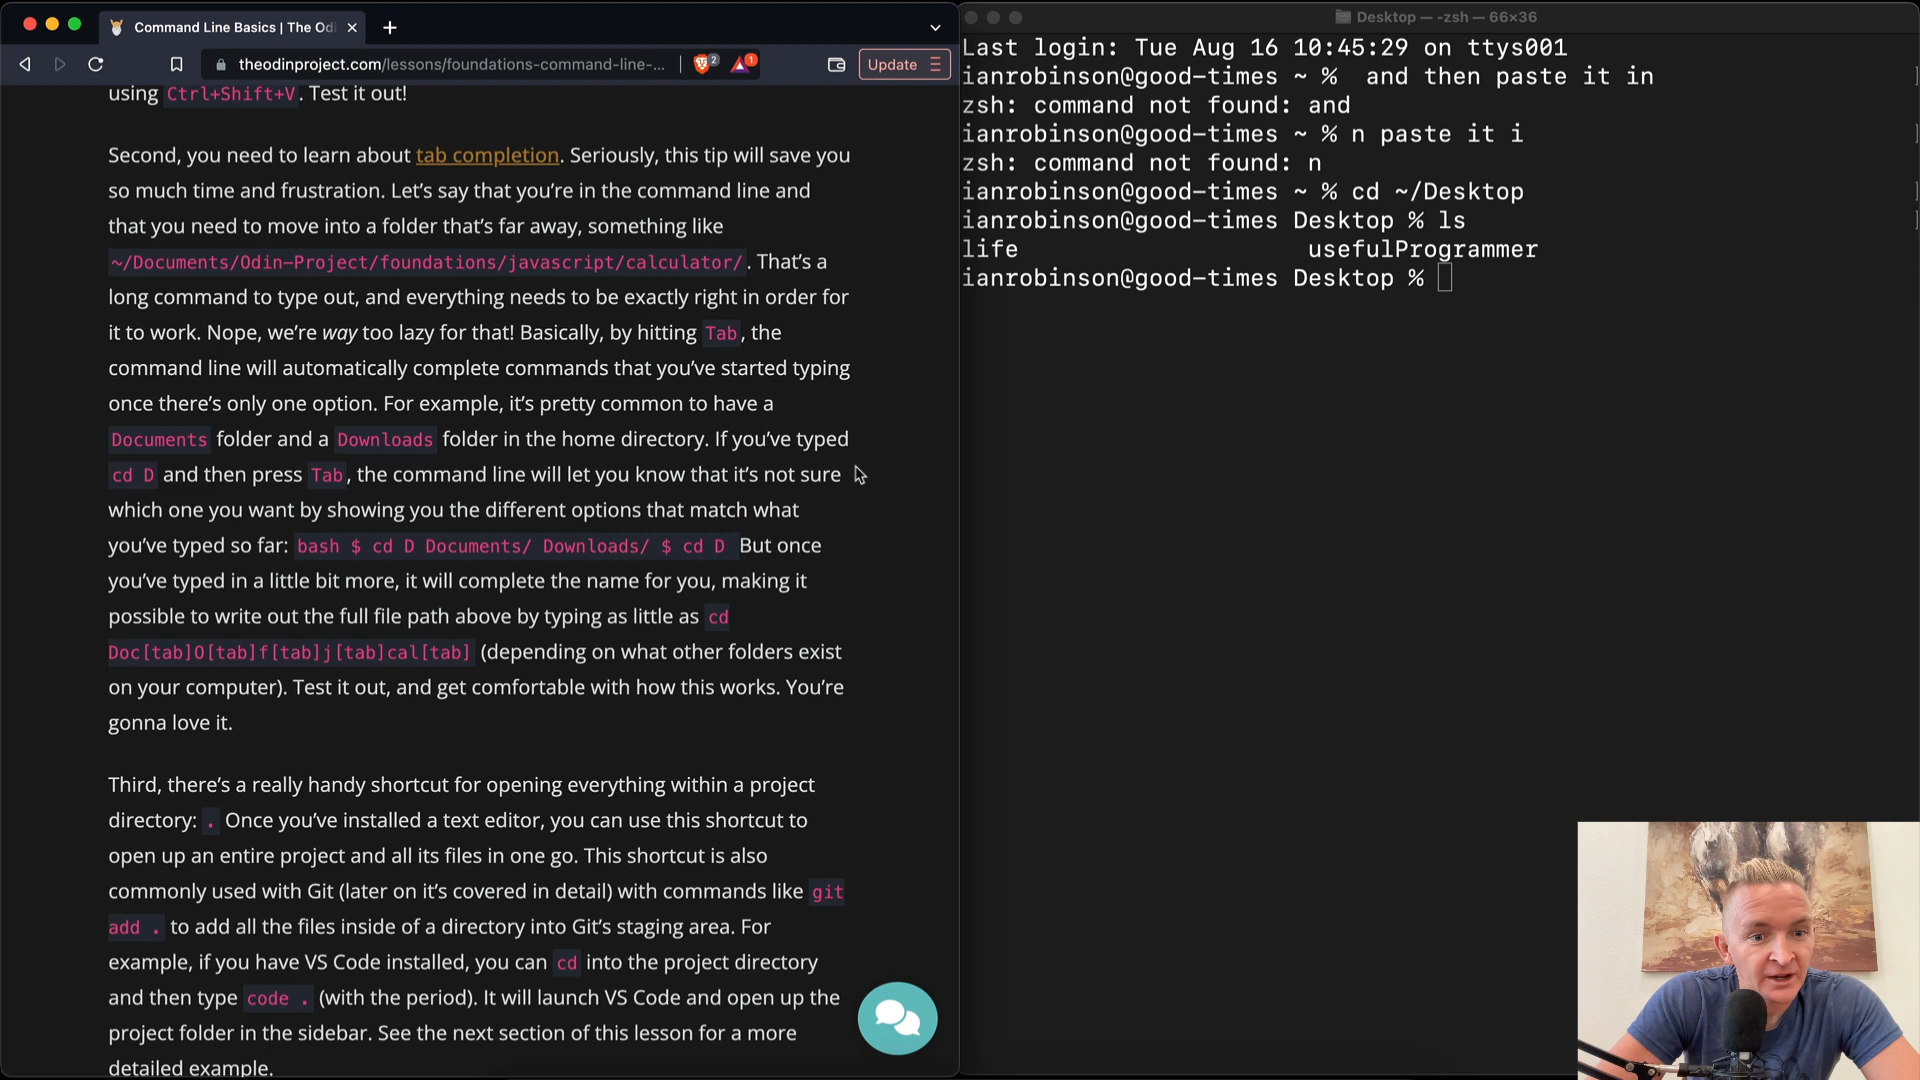 Command Line Basics | The Odi
theodinproject.com/lessons/foundations-command-line-...
2
1
Update
using Ctrl+Shift+V. Test it out!
Second, you need to learn about tab completion. Seriously, this tip will save you
so much time and frustration. Let's say that you're in the command line and
that you need to move into a folder that's far away, something like
~/Documents/Odin-Project/foundations/javascript/calculator/. That's a
long command to type out, and everything needs to be exactly right in order for
it to work. Nope, we're way too lazy for that! Basically, by hitting Tab, the
command line will automatically complete commands that you've started typing
once there's only one option. For example, it's pretty common to have a
Documents folder and a Downloads folder in the home directory. If you've typed
cd D and then press Tab, the command line will let you know that it's not sure
which one you want by showing you the different options that match what
you've typed so far: bash $ cd D Documents/ Downloads/ $ cd D But once
you've typed in a little bit more, it will complete the name for you, making it
possible to write out the full file path above by typing as little as cd
Doc[tab]O[tab]f[tab]j[tab]cal[tab] (depending on what other folders exist
on your computer). Test it out, and get comfortable with how this works. You're
gonna love it.
Third, there's a really handy shortcut for opening everything within a project
directory: . Once you've installed a text editor, you can use this shortcut to
open up an entire project and all its files in one go. This shortcut is also
commonly used with Git (later on it's covered in detail) with commands like git
add . to add all the files inside of a directory into Git's staging area. For
example, if you have VS Code installed, you can cd into the project directory
and then type code . (with the period). It will launch VS Code and open up the
project folder in the sidebar. See the next section of this lesson for a more
detailed example.
Desktop — -zsh — 66×36
Last login: Tue Aug 16 10:45:29 on ttys001
ianrobinson@good-times ~ %  and then paste it in
zsh: command not found: and
ianrobinson@good-times ~ % n paste it i
zsh: command not found: n
ianrobinson@good-times ~ % cd ~/Desktop
ianrobinson@good-times Desktop % ls
life usefulProgrammer
ianrobinson@good-times Desktop %